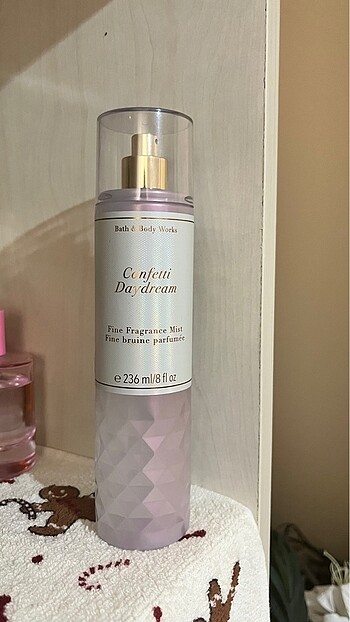 Bath & Body Works
Confetti
Daydream
Fine Fragrance Mist
Fine bruine parfumée
℮ 236 ml/8 fl oz